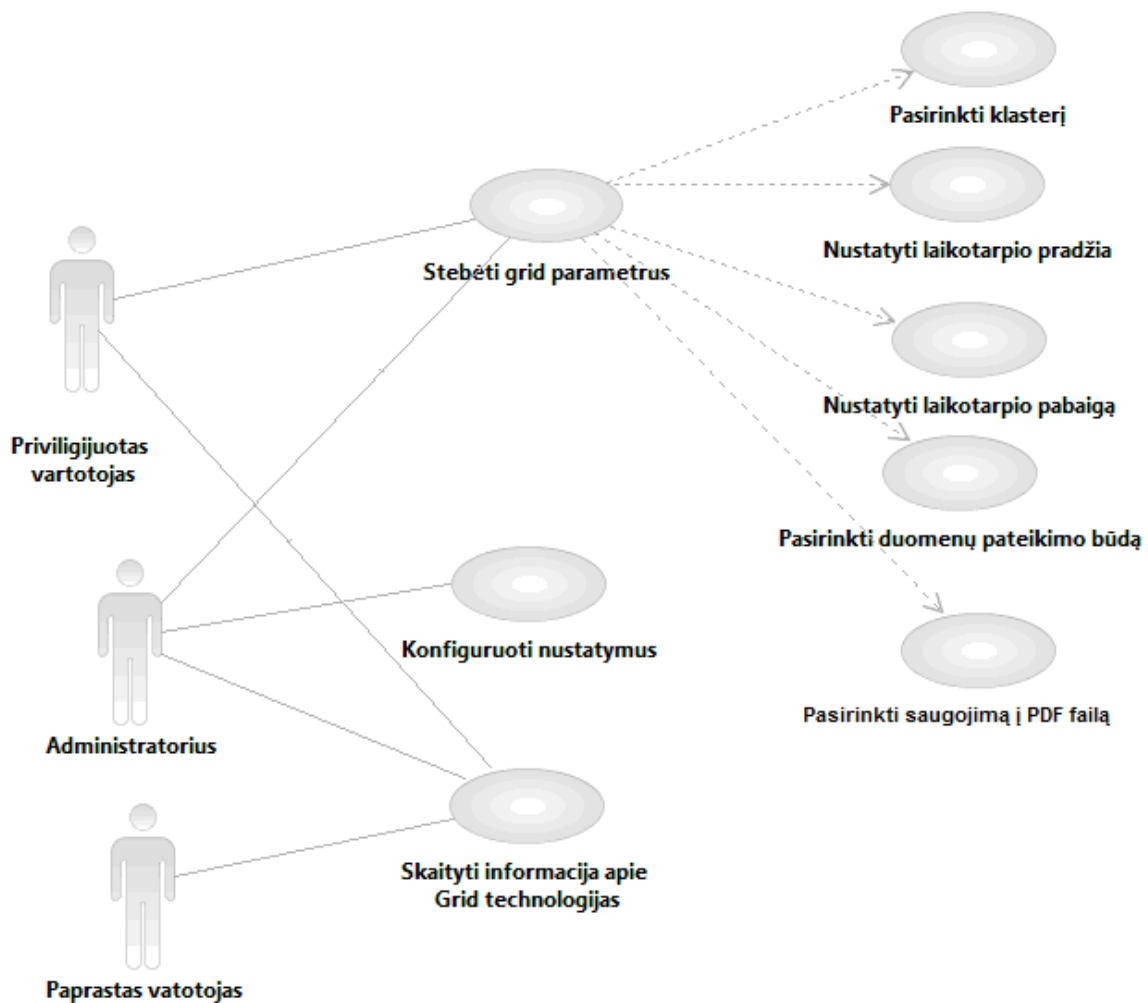 Pasirinkti klasterį
Nustatyti laikotarpio pradžia
Stebėti grid parametrus
Nustatyti laikotarpio pabaigą
Priviligijuotas
vartotojas
Pasirinkti duomenų pateikimo būdą
Konfiguruoti nustatymus
Pasirinkti saugojimą į PDF failą
Administratorius
Skaityti informacija apie
Grid technologijas
Paprastas vatotojas